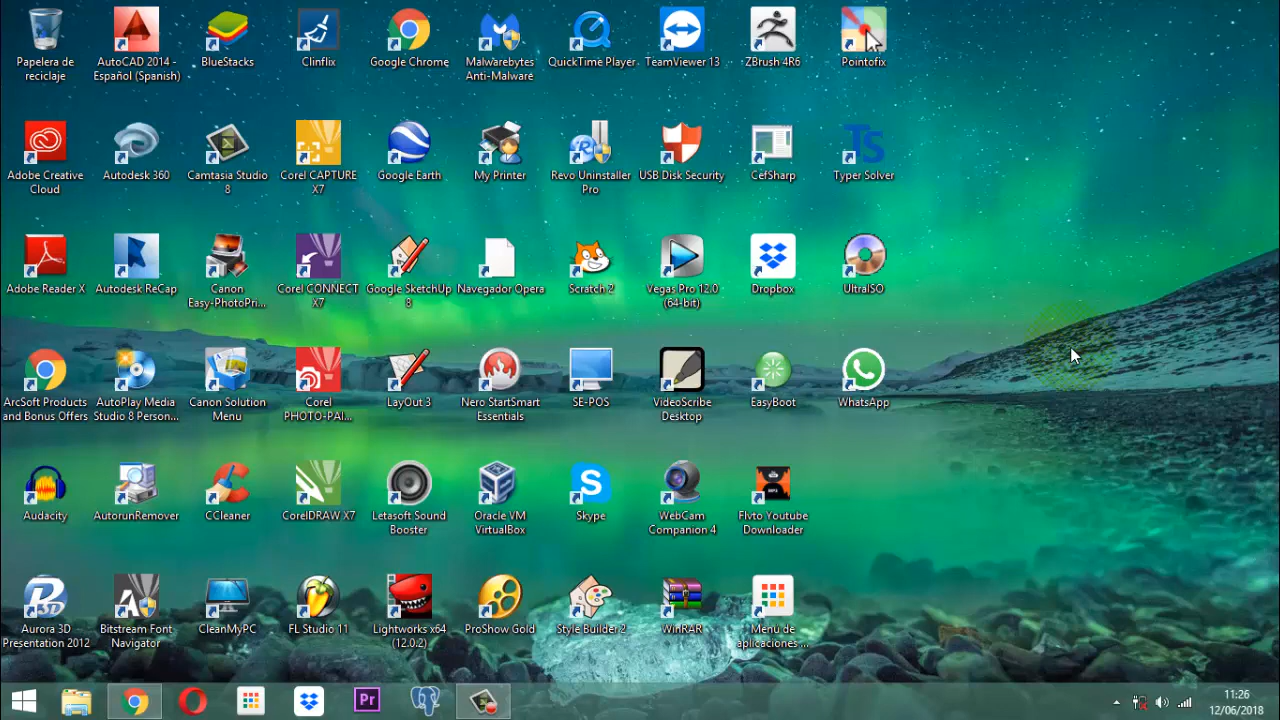 Papelera de
reciclaje
AutoCAD 2014 -
Español (Spanish)
BlueStacks
Clinflix
Google Chrome
Malwarebytes
Anti-Malware
QuickTime Player
TeamViewer 13
ZBrush 4R6
Pointofix
Adobe Creative
Cloud
Autodesk 360
Camtasia Studio
8
Corel CAPTURE
X7
Google Earth
My Printer
Revo Uninstaller
Pro
USB Disk Security
CefSharp
Ts
Typer Solver
Adobe Reader X
Autodesk ReCap
Canon
Easy-PhotoPri...
Corel CONNECT
X7
Google SketchUp
8
Navegador Opera
Scratch 2
Vegas Pro 12.0
(64-bit)
Dropbox
UltraISO
ArcSoft Products
and Bonus Offers
AutoPlay Media
Studio 8 Person...
Canon Solution
Menu
Corel
PHOTO-PAI...
LayOut 3
Nero StartSmart
Essentials
SE-POS
VideoScribe
Desktop
EasyBoot
WhatsApp
Audacity
AutorunRemover
CCleaner
CorelDRAW X7
Letasoft Sound
Booster
Oracle VM
VirtualBox
S
Skype
WebCam
Companion 4
Flvto Youtube
Downloader
Aurora 3D
Presentation 2012
Bitstream Font
Navigator
CleanMyPC
FL Studio 11
Lightworks x64
(12.0.2)
ProShow Gold
Style Builder 2
WinRAR
Menú de
aplicaciones ...
Pr
11:26
12/06/2018